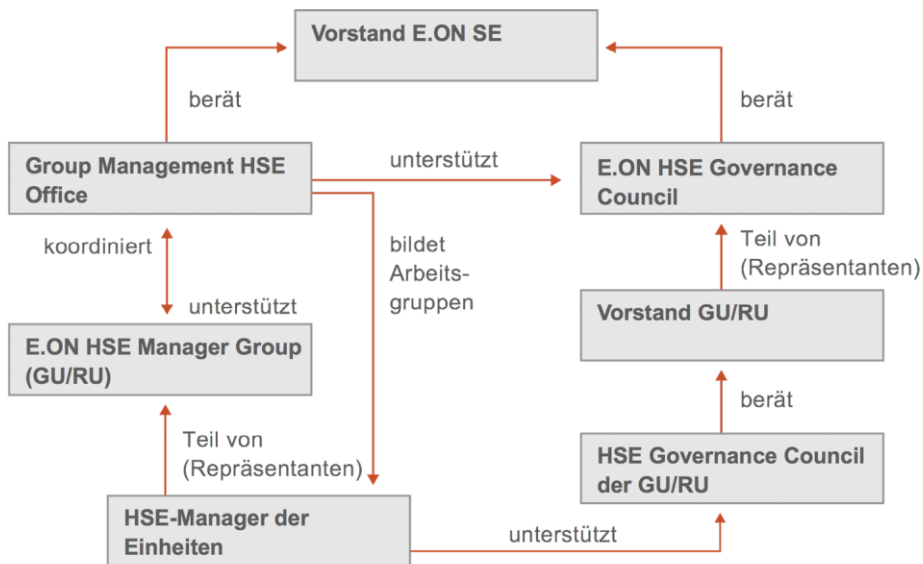 Vorstand E.ON SE
berät
berät
Group Management HSE
Office
unterstützt
E.ON HSE Governance
Council
koordiniert
bildet
Arbeits-
gruppen
Teil von
(Repräsentanten)
unterstützt
Vorstand GU/RU
E.ON HSE Manager Group
(GU/RU)
berät
Teil von
(Repräsentanten)
HSE Governance Council
der GU/RU
HSE-Manager der
Einheiten
unterstützt